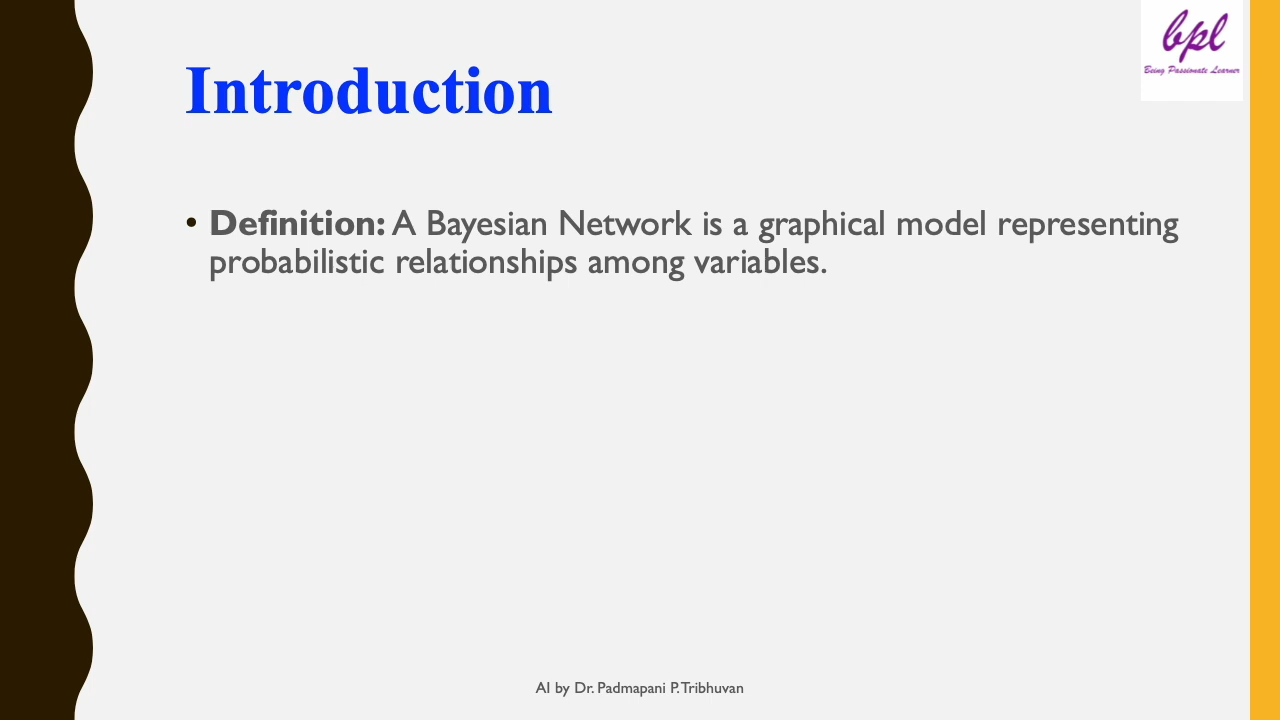 bpl
Being Passionate Learner
Introduction
• Definition: A Bayesian Network is a graphical model representing
probabilistic relationships among variables.
AI by Dr. Padmapani P. Tribhuvan